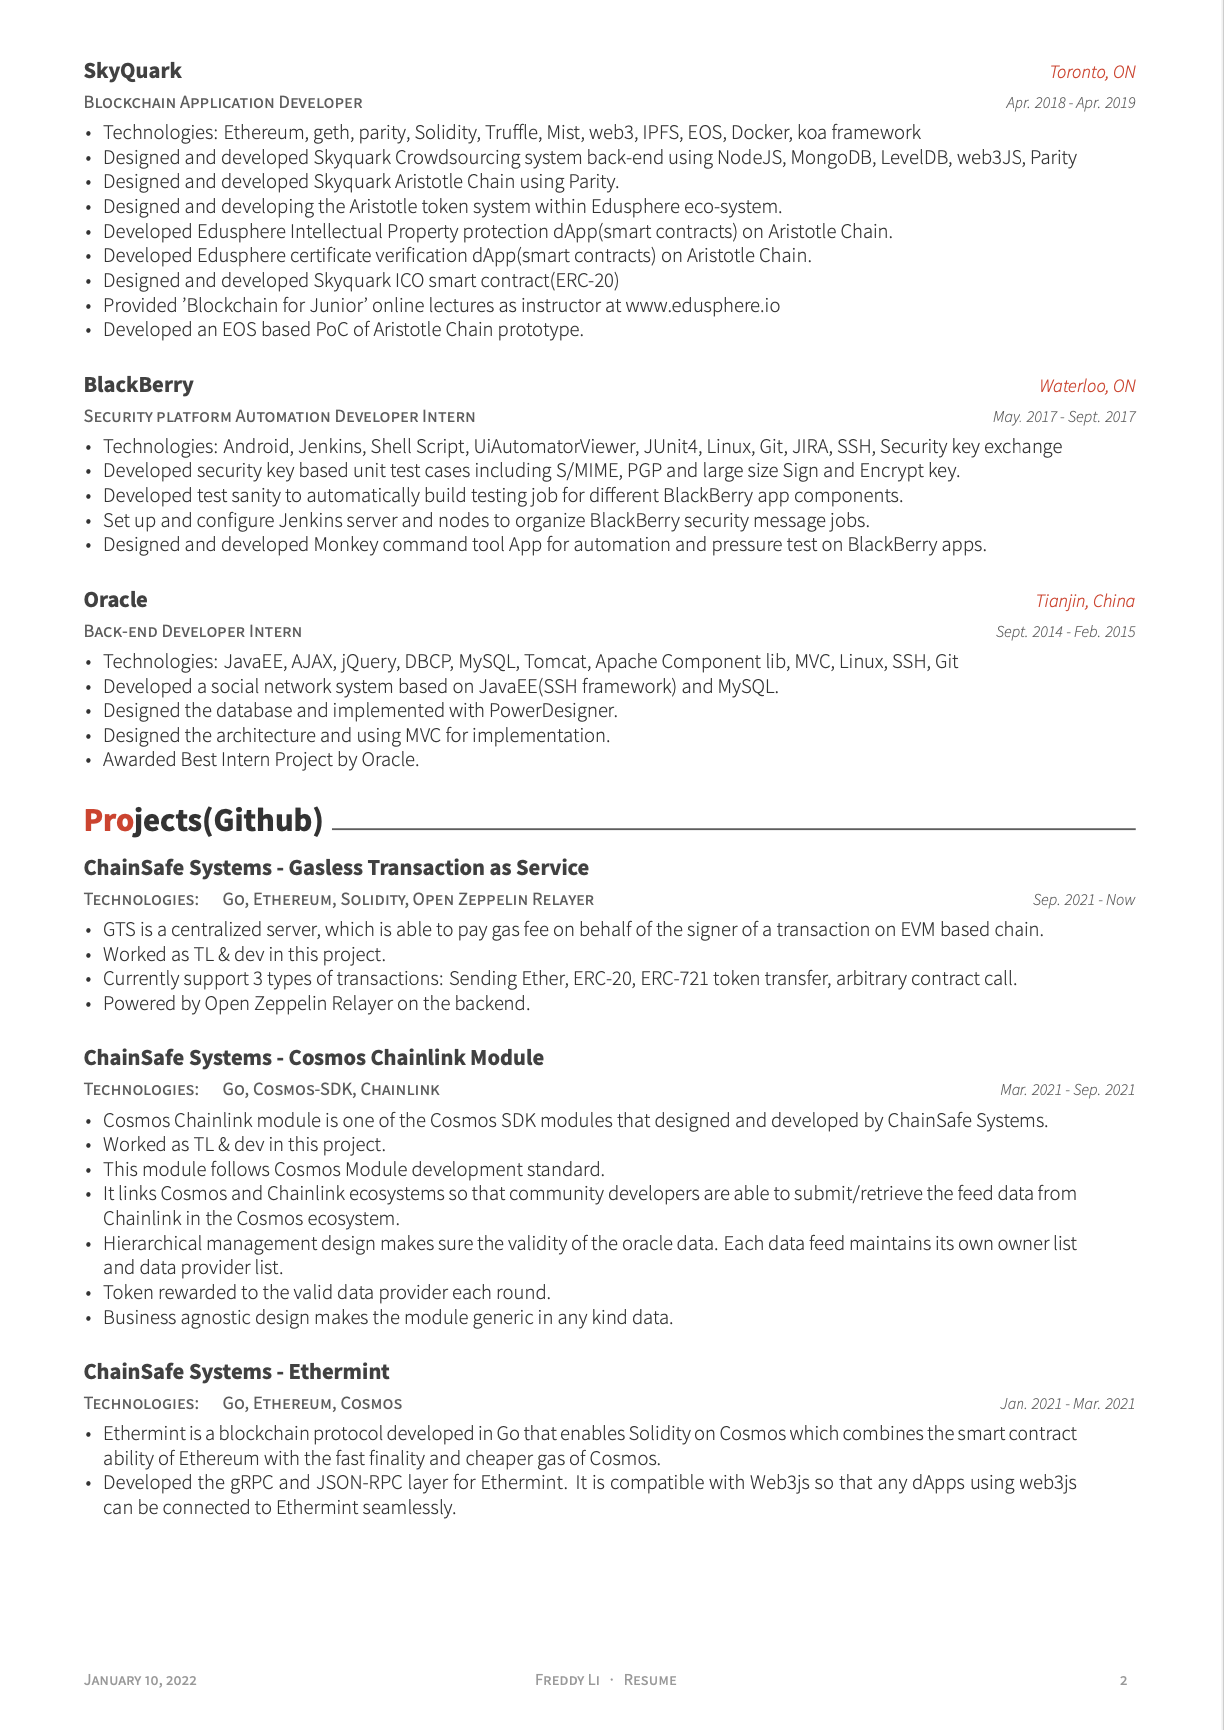 SkyQuark
Toronto, ON
Blockchain Application Developer
Apr. 2018 - Apr. 2019
• Technologies: Ethereum, geth, parity, Solidity, Truffle, Mist, web3, IPFS, EOS, Docker, koa framework
• Designed and developed Skyquark Crowdsourcing system back-end using NodeJS, MongoDB, LevelDB, web3JS, Parity
• Designed and developed Skyquark Aristotle Chain using Parity.
• Designed and developing the Aristotle token system within Edusphere eco-system.
• Developed Edusphere Intellectual Property protection dApp(smart contracts) on Aristotle Chain.
• Developed Edusphere certificate verification dApp(smart contracts) on Aristotle Chain.
• Designed and developed Skyquark ICO smart contract(ERC-20)
• Provided ’Blockchain for Junior’ online lectures as instructor at www.edusphere.io
• Developed an EOS based PoC of Aristotle Chain prototype.
BlackBerry
Waterloo, ON
Security platform Automation Developer Intern
May. 2017 - Sept. 2017
• Technologies: Android, Jenkins, Shell Script, UiAutomatorViewer, JUnit4, Linux, Git, JIRA, SSH, Security key exchange
• Developed security key based unit test cases including S/MIME, PGP and large size Sign and Encrypt key.
• Developed test sanity to automatically build testing job for different BlackBerry app components.
• Set up and configure Jenkins server and nodes to organize BlackBerry security message jobs.
• Designed and developed Monkey command tool App for automation and pressure test on BlackBerry apps.
Oracle
Tianjin, China
Back-end Developer Intern
Sept. 2014 - Feb. 2015
• Technologies: JavaEE, AJAX, jQuery, DBCP, MySQL, Tomcat, Apache Component lib, MVC, Linux, SSH, Git
• Developed a social network system based on JavaEE(SSH framework) and MySQL.
• Designed the database and implemented with PowerDesigner.
• Designed the architecture and using MVC for implementation.
• Awarded Best Intern Project by Oracle.
Projects(Github)
ChainSafe Systems - Gasless Transaction as Service
Technologies: Go, Ethereum, Solidity, Open Zeppelin Relayer
Sep. 2021 - Now
• GTS is a centralized server, which is able to pay gas fee on behalf of the signer of a transaction on EVM based chain.
• Worked as TL & dev in this project.
• Currently support 3 types of transactions: Sending Ether, ERC-20, ERC-721 token transfer, arbitrary contract call.
• Powered by Open Zeppelin Relayer on the backend.
ChainSafe Systems - Cosmos Chainlink Module
Technologies: Go, Cosmos-SDK, Chainlink
Mar. 2021 - Sep. 2021
• Cosmos Chainlink module is one of the Cosmos SDK modules that designed and developed by ChainSafe Systems.
• Worked as TL & dev in this project.
• This module follows Cosmos Module development standard.
• It links Cosmos and Chainlink ecosystems so that community developers are able to submit/retrieve the feed data from
Chainlink in the Cosmos ecosystem.
• Hierarchical management design makes sure the validity of the oracle data. Each data feed maintains its own owner list
and data provider list.
• Token rewarded to the valid data provider each round.
• Business agnostic design makes the module generic in any kind data.
ChainSafe Systems - Ethermint
Technologies: Go, Ethereum, Cosmos
Jan. 2021 - Mar. 2021
• Ethermint is a blockchain protocol developed in Go that enables Solidity on Cosmos which combines the smart contract
ability of Ethereum with the fast finality and cheaper gas of Cosmos.
• Developed the gRPC and JSON-RPC layer for Ethermint. It is compatible with Web3js so that any dApps using web3js
can be connected to Ethermint seamlessly.
January 10, 2022
Freddy Li · Resume
2